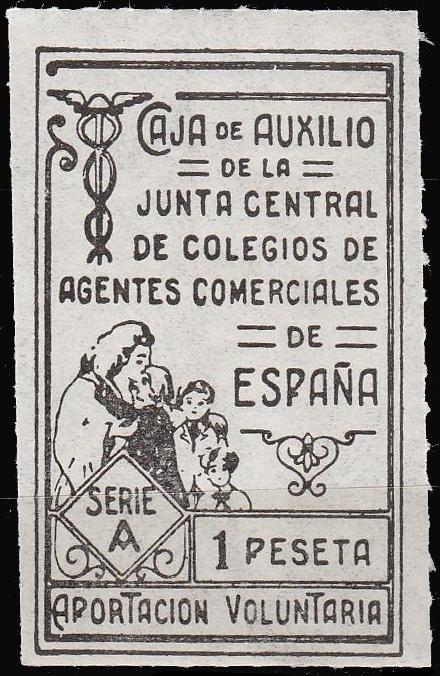 CAJA DE AUXILIO
DE LA
JUNTA CENTRAL
DE COLEGIOS DE
AGENTES COMERCIALES
DE
ESPAÑA
SERIE
A
1 PESETA
APORTACION VOLUNTARIA